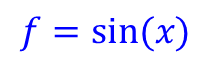 f = sin(x)